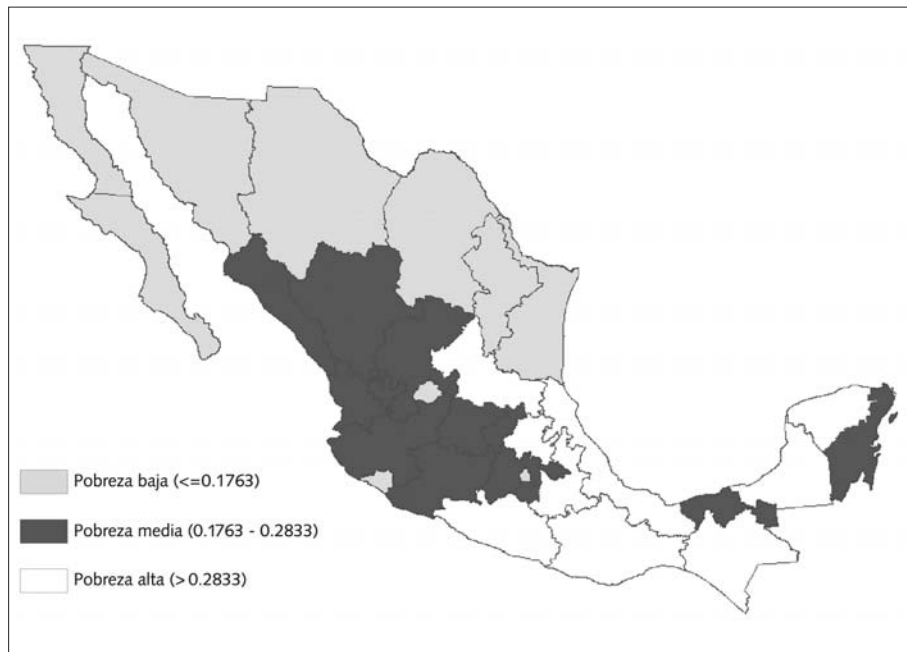 Pobreza baja (<=0.1763)
Pobreza media (0.1763 - 0.2833)
Pobreza alta (> 0.2833)